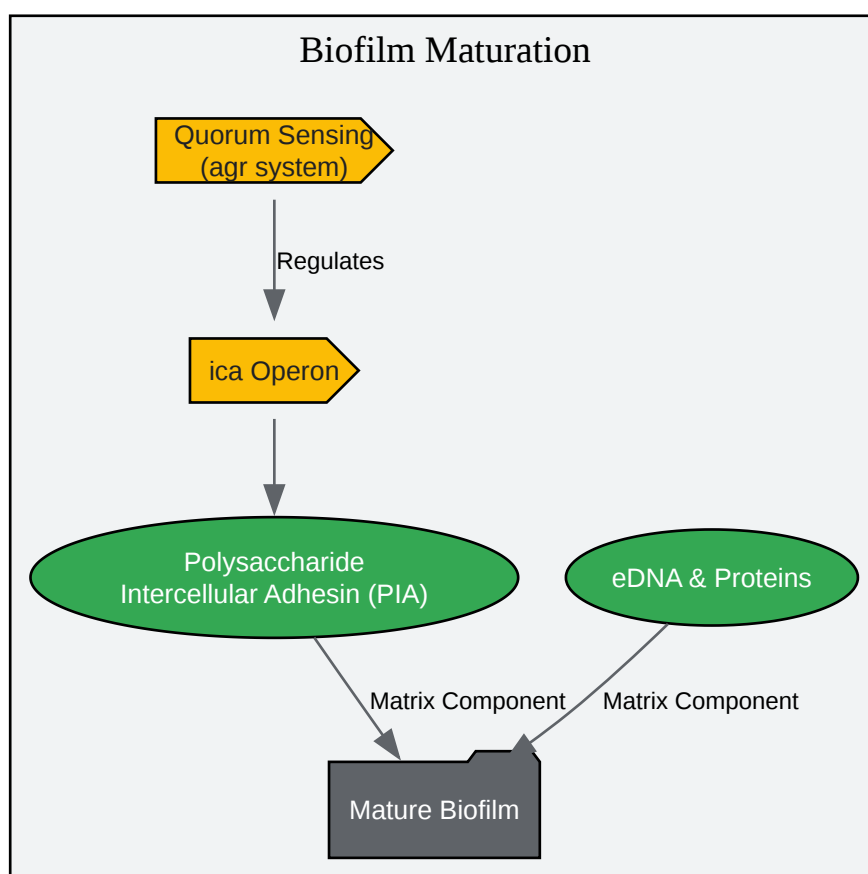 Biofilm Maturation
Quorum Sensing
(agr system)
Regulates
ica Operon
Polysaccharide
Intercellular Adhesin (PIA)
eDNA & Proteins
Matrix Component
Matrix Component
Mature Biofilm